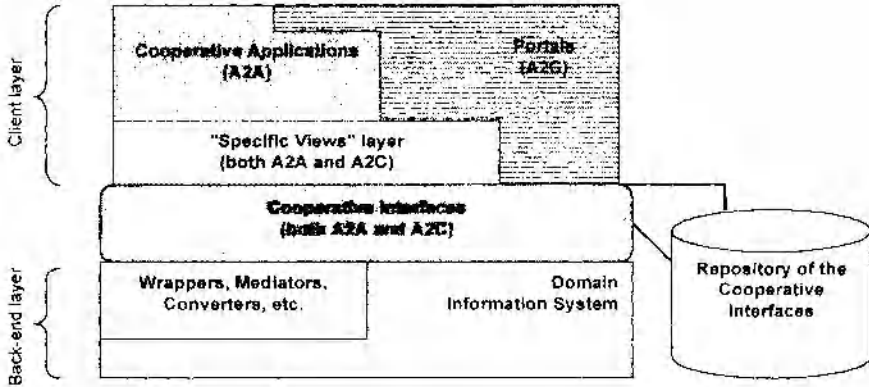 Client layer
Cooperative Applications
(A2A)
Portals
(A2C)
"Specific Views" layer
(both A2A and A2C)
Cooperative Interfaces
(both A2A and A2C)
Back-end layer
Wrappers, Mediators,
Converters, etc.
Domain
Information System
Repository of the
Cooperative
Interfaces